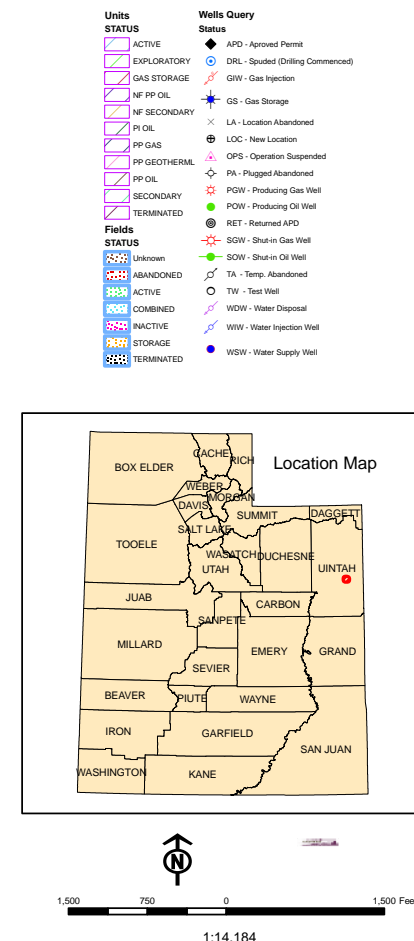 Units
STATUS
ACTIVE
EXPLORATORY
GAS STORAGE
NF PP OIL
NF SECONDARY
PI OIL
PP GAS
PP GEOTHERML
PP OIL
SECONDARY
TERMINATED
Fields
STATUS
Unknown
ABANDONED
ACTIVE
COMBINED
INACTIVE
STORAGE
TERMINATED
Wells Query
Status
APD - Aproved Permit
DRL - Spuded (Drilling Commenced)
GIW - Gas Injection
GS - Gas Storage
LA - Location Abandoned
LOC - New Location
OPS - Operation Suspended
PA - Plugged Abandoned
PGW - Producing Gas Well
POW - Producing Oil Well
RET - Returned APD
SGW - Shut-in Gas Well
SOW - Shut-in Oil Well
TA - Temp. Abandoned
TW - Test Well
WDW - Water Disposal
WIW - Water Injection Well
WSW - Water Supply Well
Location Map
BOX ELDER
CACHE
RICH
WEBER
MORGAN
DAVIS
SUMMIT
DAGGETT
SALT LAKE
TOOELE
WASATCH
DUCHESNE
UINTAH
UTAH
JUAB
CARBON
SANPETE
MILLARD
EMERY
GRAND
SEVIER
BEAVER
PIUTE
WAYNE
IRON
GARFIELD
SAN JUAN
WASHINGTON
KANE
N
1,500 750 0 1,500 Feet
1:14,184